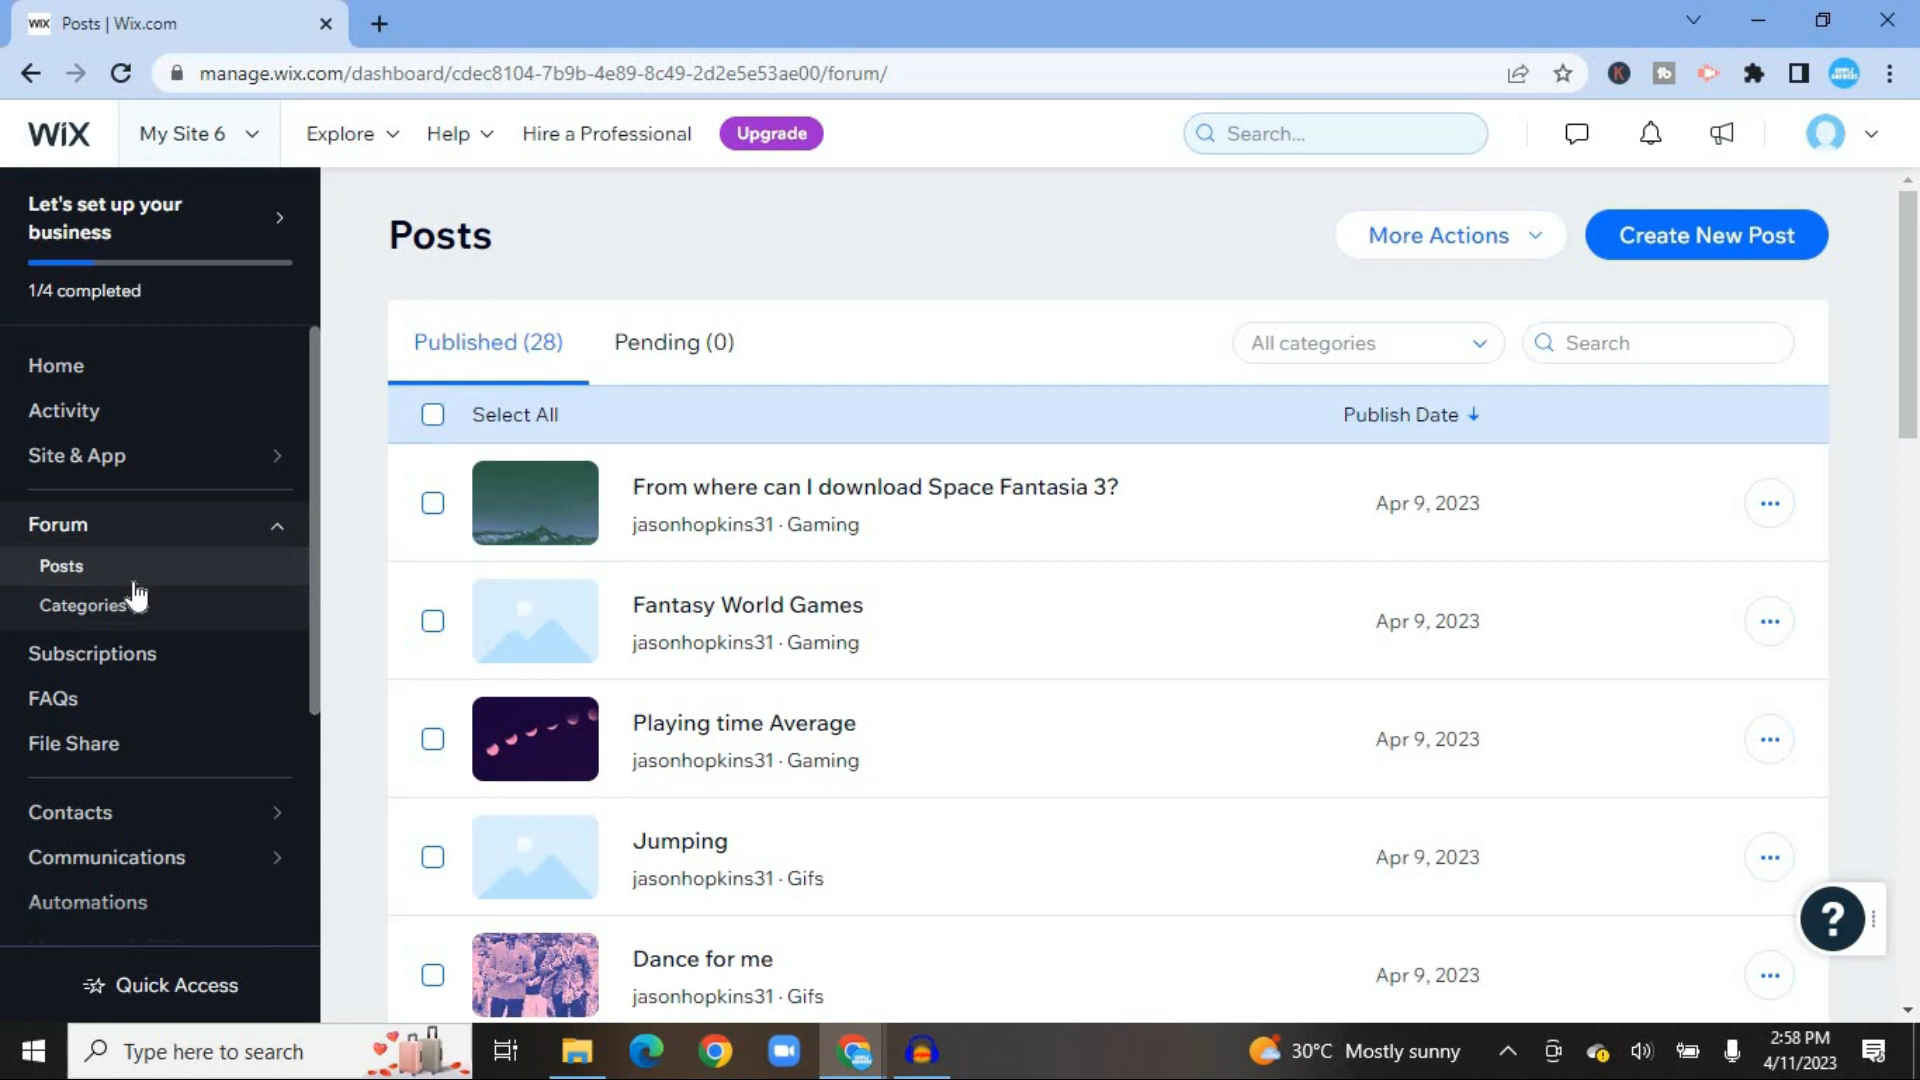 WIX Posts | Wix.com
manage.wix.com/dashboard/cdec8104-7b9b-4e89-8c49-2d2e5e53ae00/forum/
WiX My Site 6 Explore Help Hire a Professional Upgrade Search...
Let's set up your
business
1/4 completed
Home
Activity
Site & App
Forum
Posts
Categories
Subscriptions
FAQs
File Share
Contacts
Communications
Automations
Quick Access
Posts More Actions Create New Post
Published (28) Pending (0) All categories Search
Select All Publish Date
From where can I download Space Fantasia 3?
jasonhopkins31 · Gaming
Apr 9, 2023
Fantasy World Games
jasonhopkins31 · Gaming
Apr 9, 2023
Playing time Average
jasonhopkins31 · Gaming
Apr 9, 2023
Jumping
jasonhopkins31 · Gifs
Apr 9, 2023
Dance for me
jasonhopkins31 · Gifs
Apr 9, 2023
?
Type here to search
30°C Mostly sunny
2:58 PM
4/11/2023